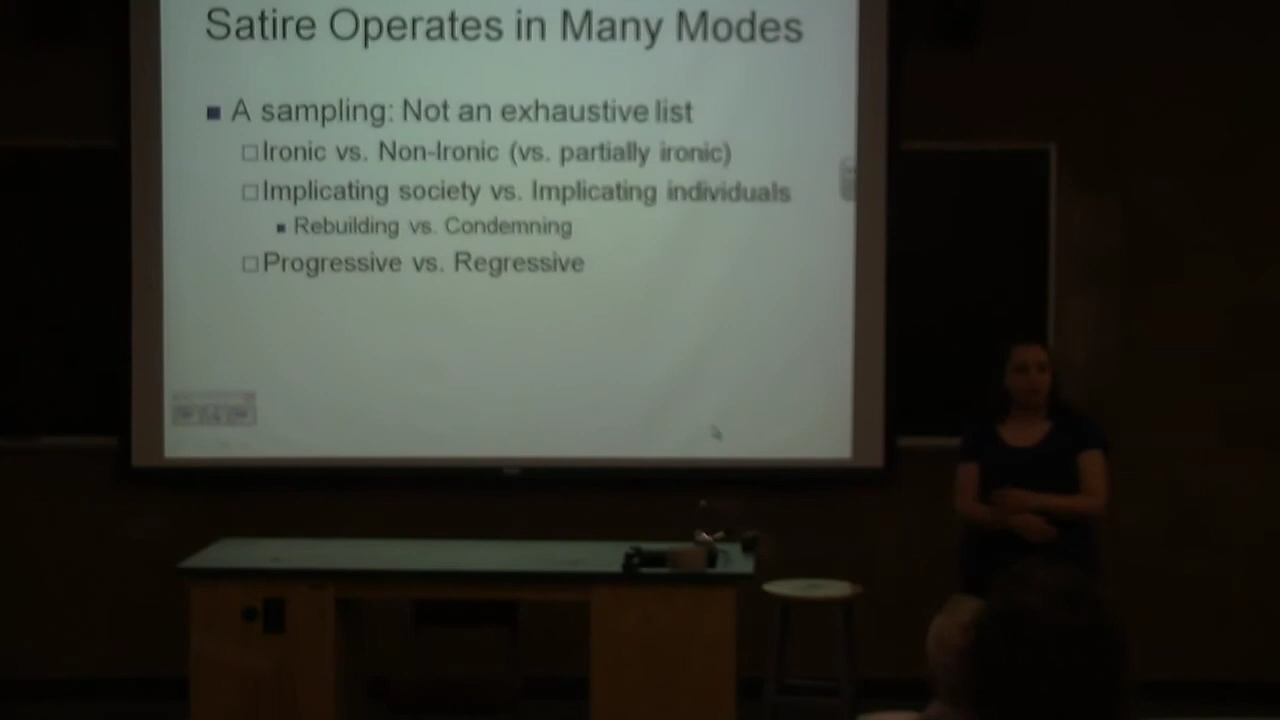 Satire Operates in Many Modes
A sampling: Not an exhaustive list
Ironic vs. Non-Ironic (vs. partially ironic)
Implicating society vs. Implicating individuals
Rebuilding vs. Condemning
Progressive vs. Regressive